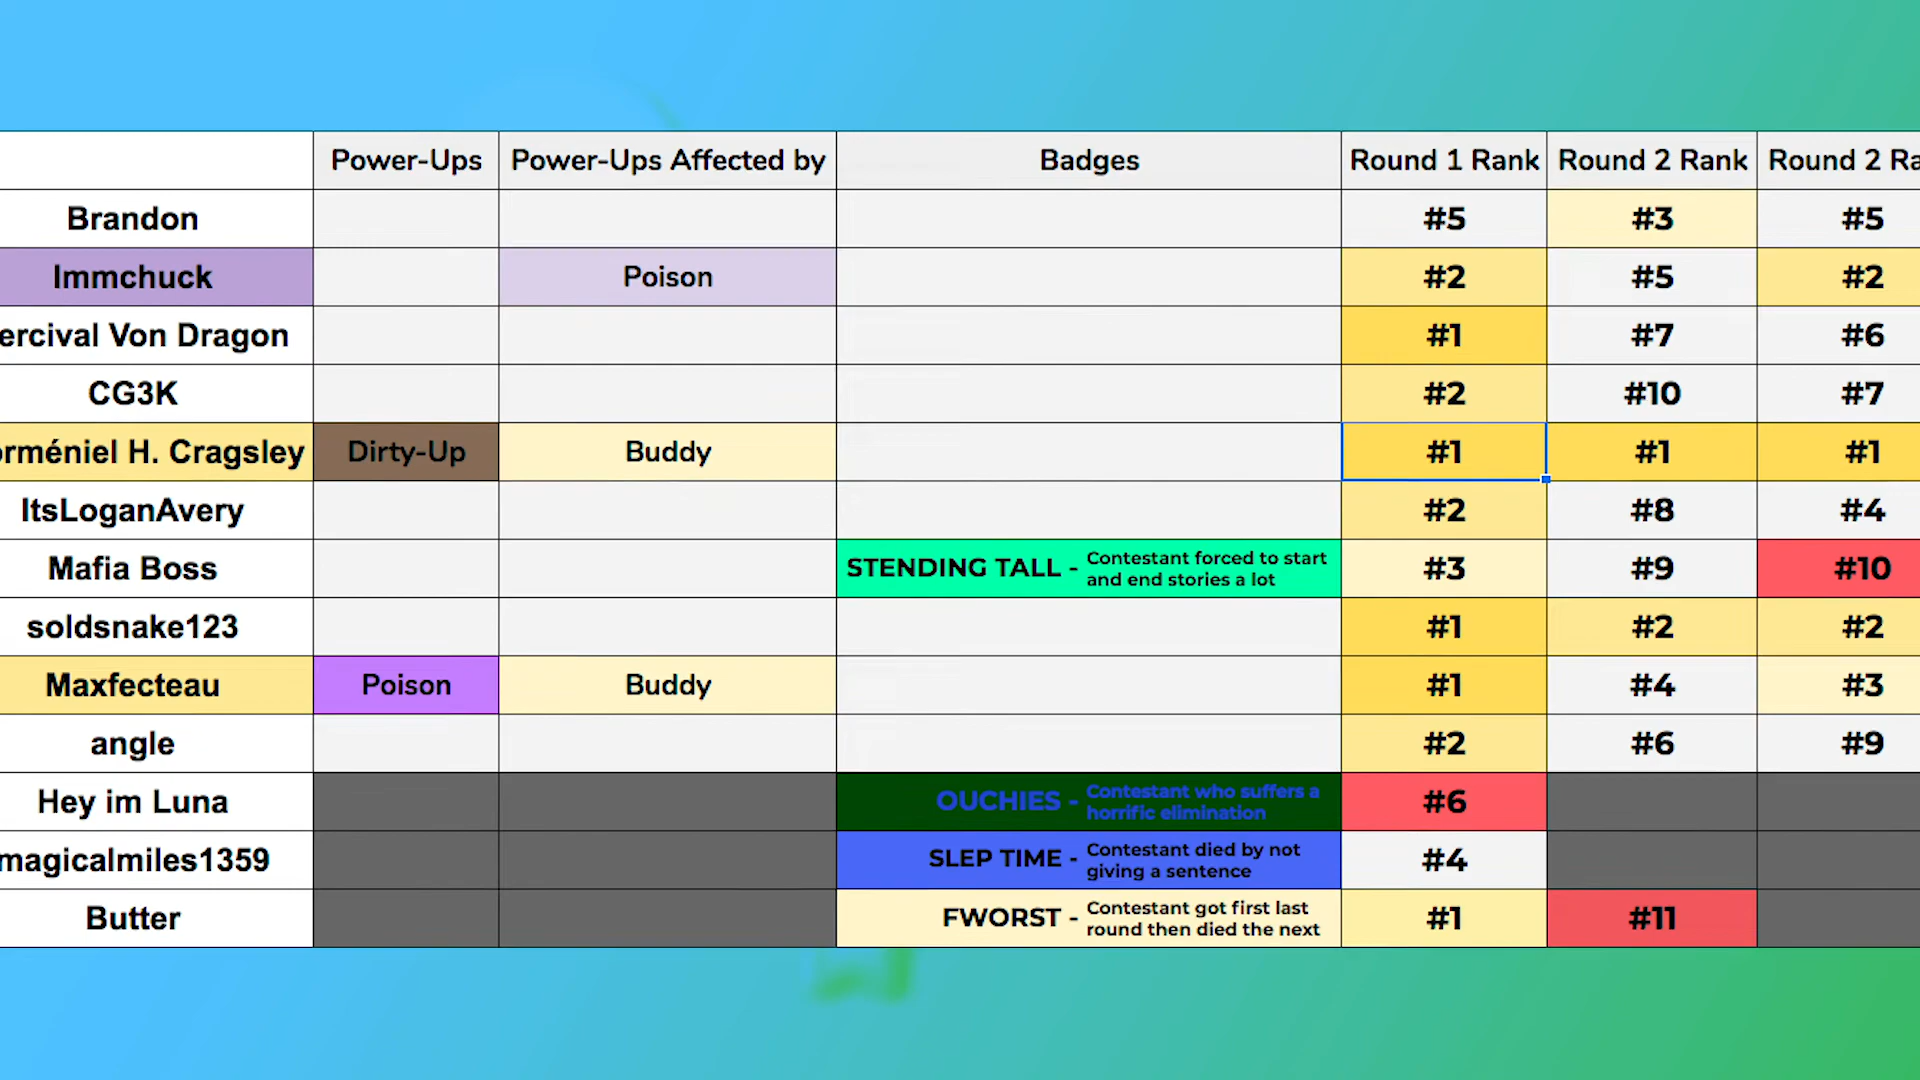 Power-Ups Power-Ups Affected by Badges Round 1 Rank Round 2 Rank Round 2 Ra
Brandon #5 #3 #5
Immchuck Poison #2 #5 #2
ercival Von Dragon #1 #7 #6
CG3K #2 #10 #7
orméniel H. Cragsley Dirty-Up Buddy #1 #1 #1
ItsLoganAvery #2 #8 #4
Mafia Boss STENDING TALL - Contestant forced to start and end stories a lot #3 #9 #10
soldsnake123 #1 #2 #2
Maxfecteau Poison Buddy #1 #4 #3
angle #2 #6 #9
Hey im Luna OUCHIES - Contestant who suffers a horrific elimination #6
magicalmiles1359 SLEP TIME - Contestant died by not giving a sentence #4
Butter FWORST - Contestant got first last round then died the next #1 #11